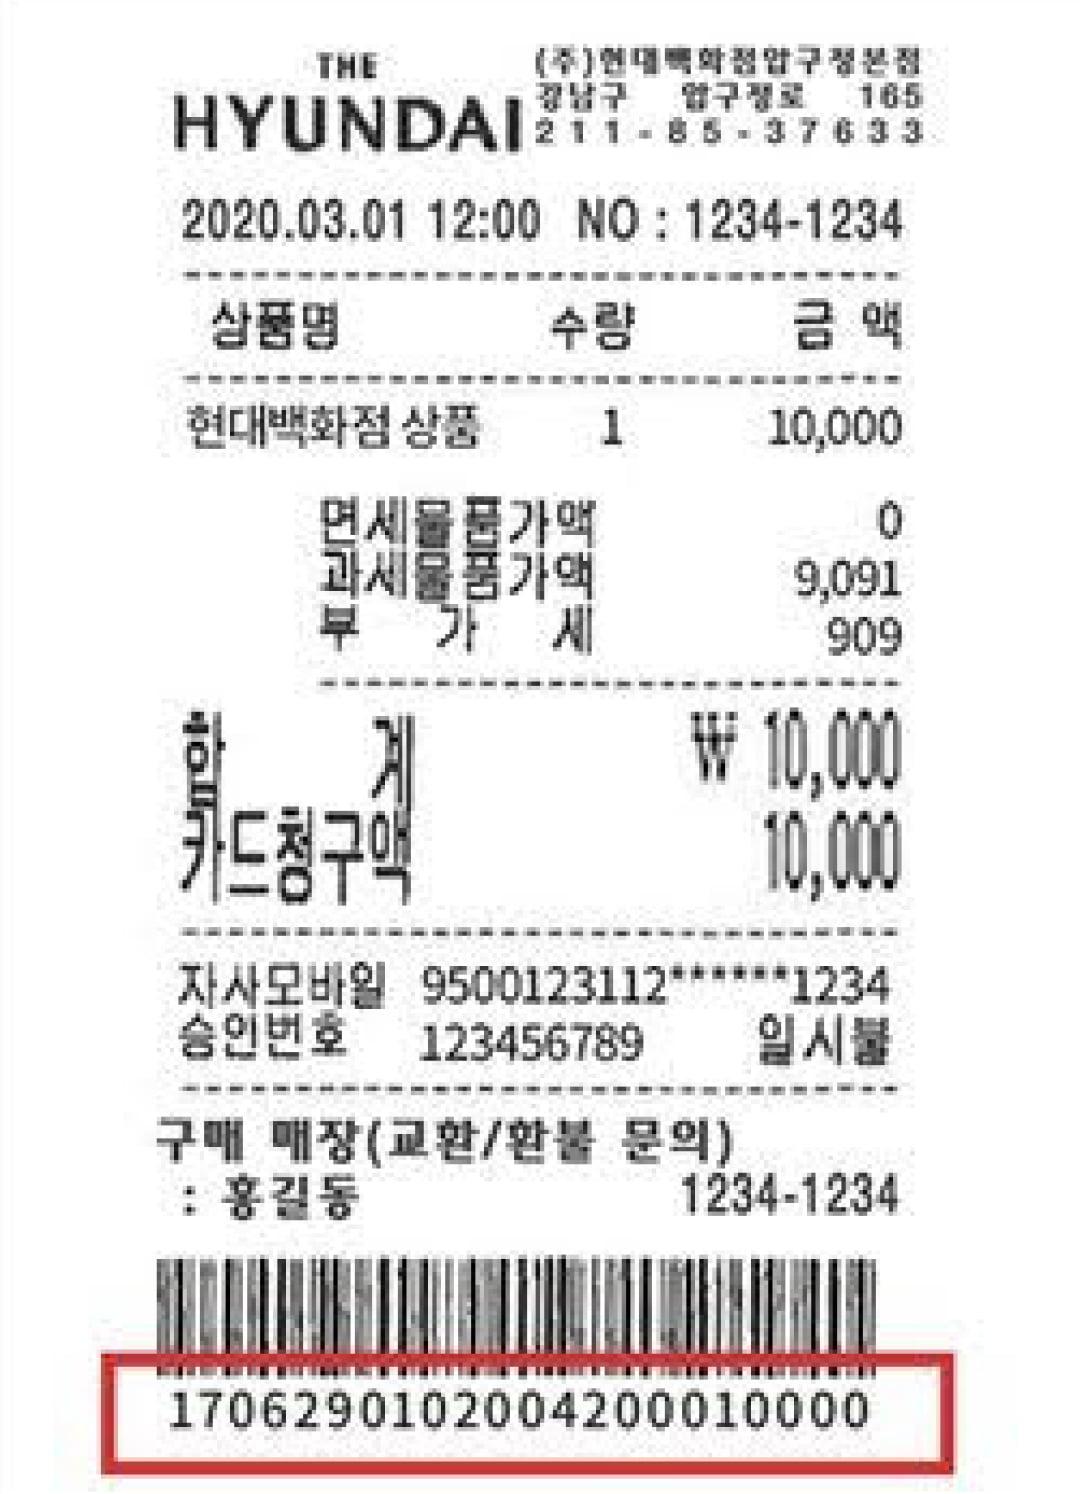 THE
HYUNDAI
(주)현대백화점압구정본점
강남구 압구정로 165
211-85-37633
2020.03.01 12:00 NO : 1234-1234
상품명 수량 금 액
현대백화점 상품 1 10,000
면세물품가액 0
과세물품가액 9,091
부 가 세 909
합 계 ₩ 10,000
카드청구액 10,000
자사모바일 9500123112******1234
승인번호 123456789 일시불
구매 매장(교환/환불 문의)
: 홍길동 1234-1234
1706290102004200010000